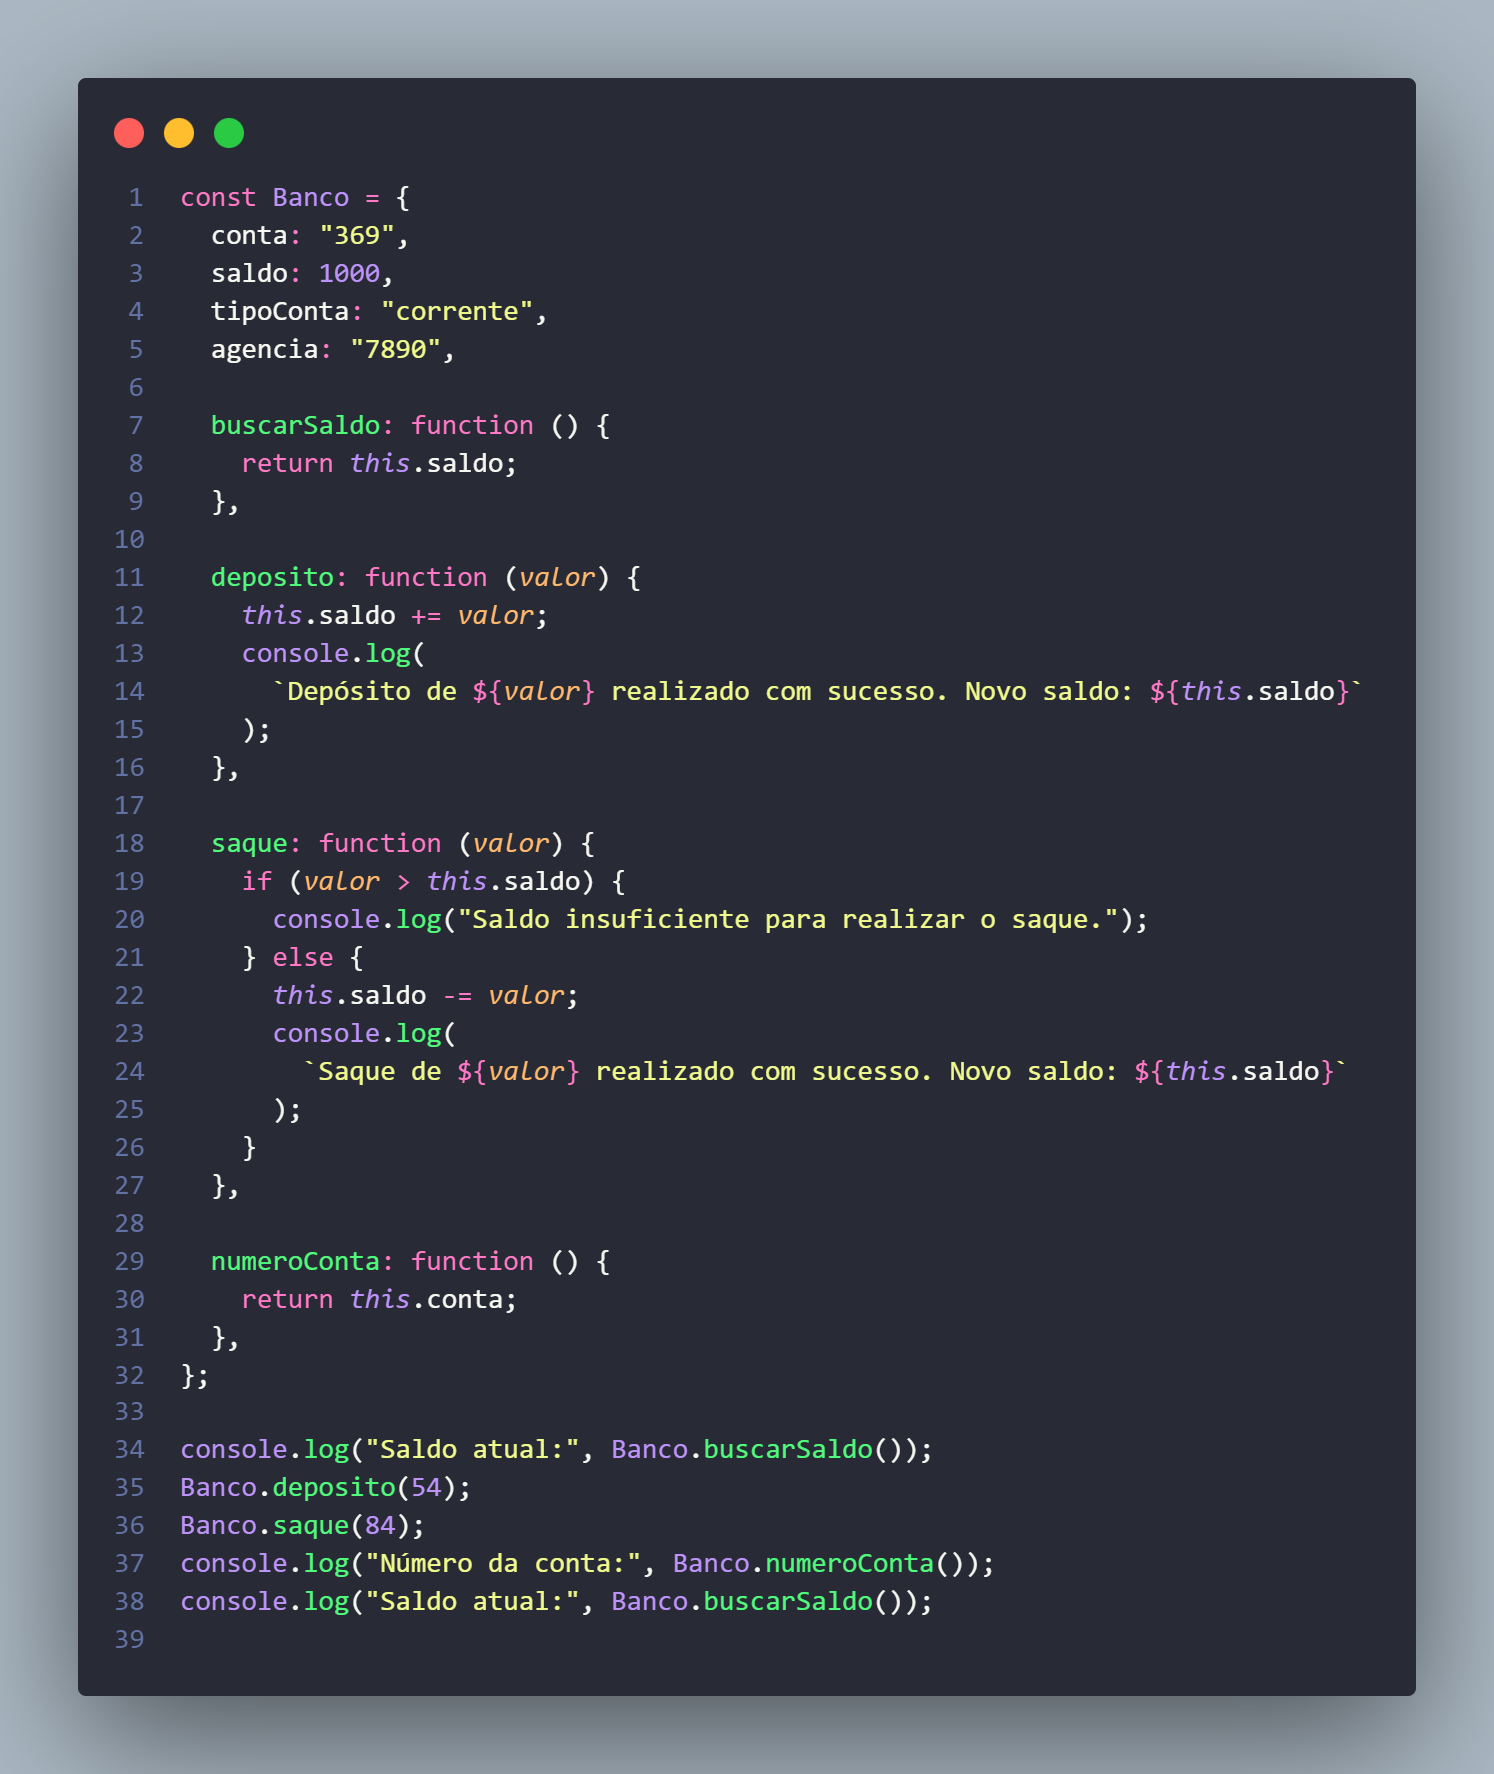 1 const Banco = {
2   conta: "369",
3   saldo: 1000,
4   tipoConta: "corrente",
5   agencia: "7890",
6
7   buscarSaldo: function () {
8     return this.saldo;
9   },
10
11   deposito: function (valor) {
12     this.saldo += valor;
13     console.log(
14       `Depósito de ${valor} realizado com sucesso. Novo saldo: ${this.saldo}`
15     );
16   },
17
18   saque: function (valor) {
19     if (valor > this.saldo) {
20       console.log("Saldo insuficiente para realizar o saque.");
21     } else {
22       this.saldo -= valor;
23       console.log(
24         `Saque de ${valor} realizado com sucesso. Novo saldo: ${this.saldo}`
25       );
26     }
27   },
28
29   numeroConta: function () {
30     return this.conta;
31   },
32 };
33
34 console.log("Saldo atual:", Banco.buscarSaldo());
35 Banco.deposito(54);
36 Banco.saque(84);
37 console.log("Número da conta:", Banco.numeroConta());
38 console.log("Saldo atual:", Banco.buscarSaldo());
39